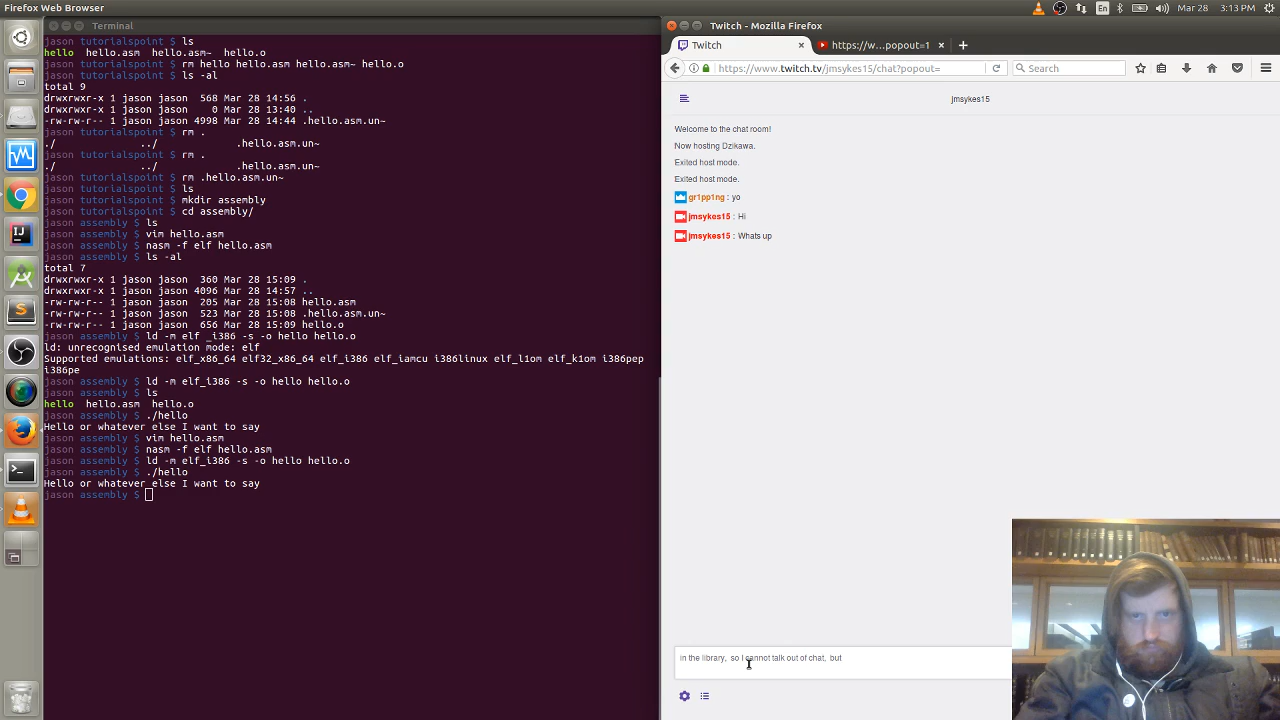 Firefox Web Browser
En
Mar 28
3:13 PM
Terminal
jason tutorialspoint $ ls
hello hello.asm hello.asm~ hello.o
jason tutorialspoint $ rm hello hello.asm hello.asm~ hello.o
jason tutorialspoint $ ls -al
total 9
drwxrwxr-x 1 jason jason 568 Mar 28 14:56 .
drwxrwxr-x 1 jason jason 0 Mar 28 13:40 ..
-rw-rw-r-- 1 jason jason 4998 Mar 28 14:44 .hello.asm.un~
jason tutorialspoint $ rm .
./ ../ .hello.asm.un~
jason tutorialspoint $ rm .
./ ../ .hello.asm.un~
jason tutorialspoint $ rm .hello.asm.un~
jason tutorialspoint $ ls
jason tutorialspoint $ mkdir assembly
jason tutorialspoint $ cd assembly/
jason assembly $ ls
jason assembly $ vim hello.asm
jason assembly $ nasm -f elf hello.asm
jason assembly $ ls -al
total 7
drwxrwxr-x 1 jason jason 360 Mar 28 15:09 .
drwxrwxr-x 1 jason jason 4096 Mar 28 14:57 ..
-rw-rw-r-- 1 jason jason 205 Mar 28 15:08 hello.asm
-rw-rw-r-- 1 jason jason 523 Mar 28 15:08 .hello.asm.un~
-rw-rw-r-- 1 jason jason 656 Mar 28 15:09 hello.o
jason assembly $ ld -m elf _i386 -s -o hello hello.o
ld: unrecognised emulation mode: elf
Supported emulations: elf_x86_64 elf32_x86_64 elf_i386 elf_iamcu i386linux elf_l1om elf_k1om i386pep
i386pe
jason assembly $ ld -m elf_i386 -s -o hello hello.o
jason assembly $ ls
hello hello.asm hello.o
jason assembly $ ./hello
Hello or whatever else I want to say
jason assembly $ vim hello.asm
jason assembly $ nasm -f elf hello.asm
jason assembly $ ld -m elf_i386 -s -o hello hello.o
jason assembly $ ./hello
Hello or whatever else I want to say
jason assembly $
Twitch - Mozilla Firefox
Twitch
https://w...popout=1
https://www.twitch.tv/jmsykes15/chat?popout=
Search
jmsykes15
Welcome to the chat room!
Now hosting Dzikawa.
Exited host mode.
Exited host mode.
gr1pp1ng : yo
jmsykes15 : Hi
jmsykes15 : Whats up
in the library, so I cannot talk out of chat, but